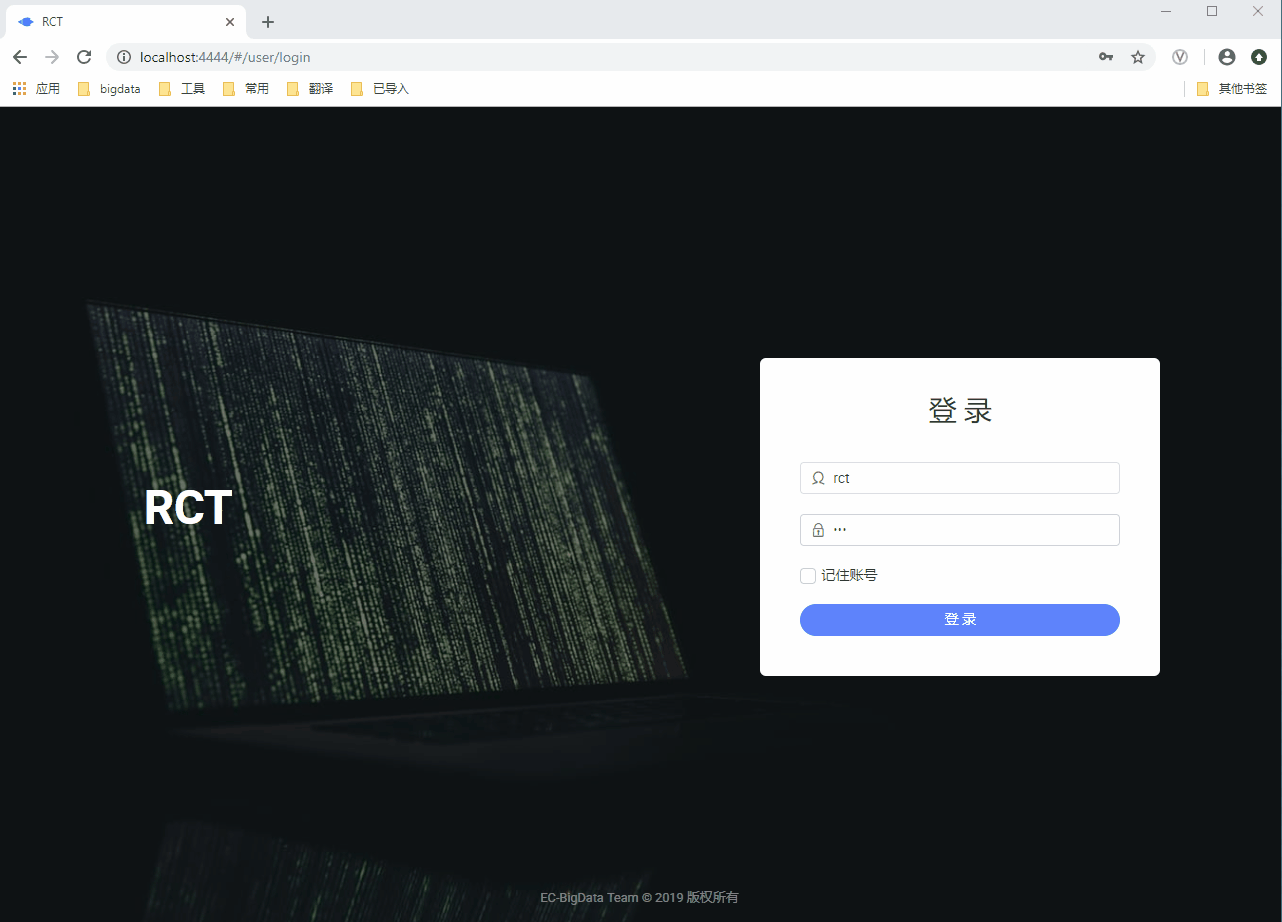 RCT
localhost:4444/#/user/login
应用 bigdata 工具 常用 翻译 已导入 其他书签
登录
rct
···
RCT
记住账号
登录
EC-BigData Team © 2019 版权所有